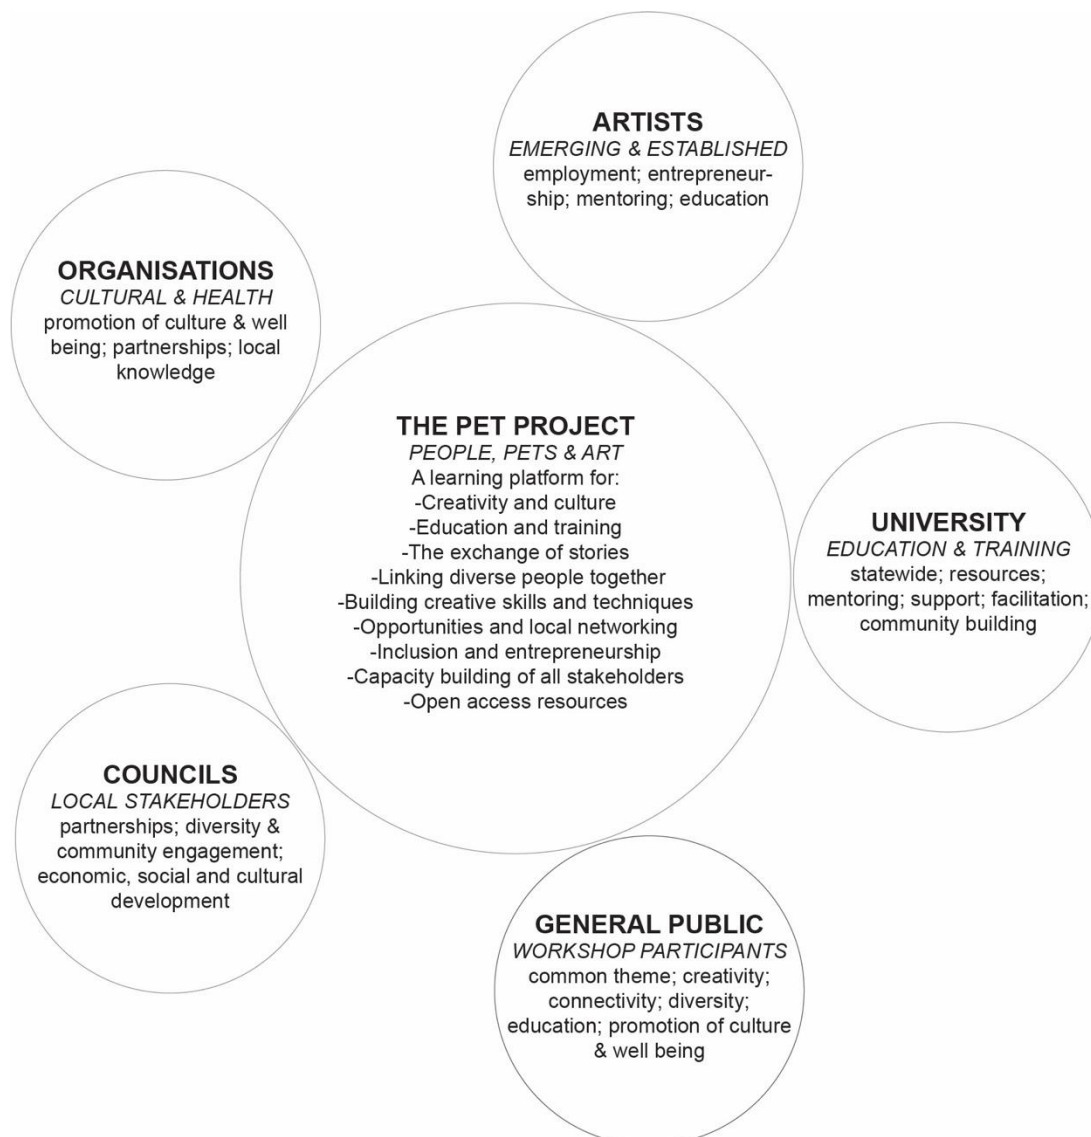 ARTISTS
EMERGING & ESTABLISHED
employment; entrepreneur-
ship; mentoring; education
ORGANISATIONS
CULTURAL & HEALTH
promotion of culture & well
being; partnerships; local
knowledge
THE PET PROJECT
PEOPLE, PETS & ART
A learning platform for:
-Creativity and culture
-Education and training
-The exchange of stories
-Linking diverse people together
-Building creative skills and techniques
-Opportunities and local networking
-Inclusion and entrepreneurship
-Capacity building of all stakeholders
-Open access resources
UNIVERSITY
EDUCATION & TRAINING
statewide; resources;
mentoring; support; facilitation;
community building
COUNCILS
LOCAL STAKEHOLDERS
partnerships; diversity &
community engagement;
economic, social and cultural
development
GENERAL PUBLIC
WORKSHOP PARTICIPANTS
common theme; creativity;
connectivity; diversity;
education; promotion of culture
& well being